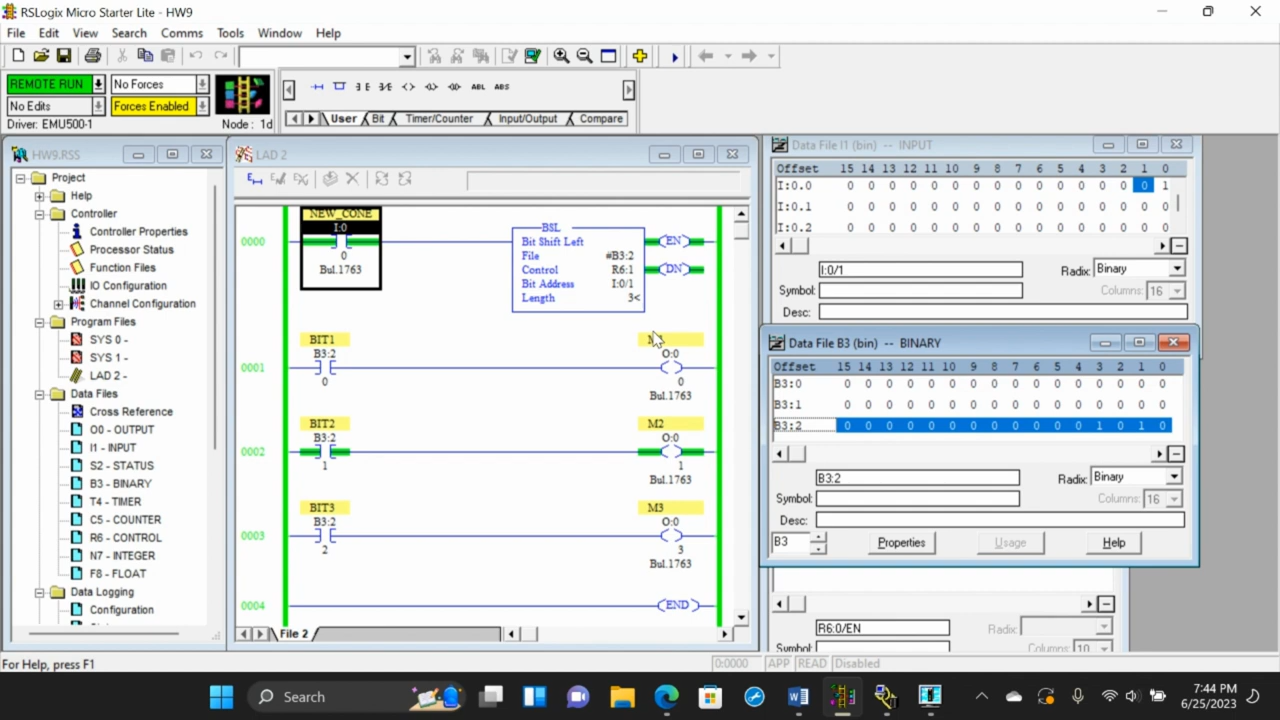 RSLogix Micro Starter Lite - HW9
File Edit View Search Comms Tools Window Help
REMOTE RUN No Forces
No Edits Forces Enabled
Driver: EMU500-1 Node: 1d
ABL ABS
User Bit Timer/Counter Input/Output Compare
HW9.RSS
Project
Help
Controller
Controller Properties
Processor Status
Function Files
IO Configuration
Channel Configuration
Program Files
SYS 0 -
SYS 1 -
LAD 2 -
Data Files
Cross Reference
O0 - OUTPUT
I1 - INPUT
S2 - STATUS
B3 - BINARY
T4 - TIMER
C5 - COUNTER
R6 - CONTROL
N7 - INTEGER
F8 - FLOAT
Data Logging
Configuration
LAD 2
0000
NEW_CONE
I:0
0
Bul.1763
BSL
Bit Shift Left
File #B3:2
Control R6:1
Bit Address I:0/1
Length 3<
EN
DN
0001
BIT1
B3:2
0
O:0
0
Bul.1763
0002
BIT2
B3:2
1
M2
O:0
1
Bul.1763
0003
BIT3
B3:2
2
M3
O:0
3
Bul.1763
0004
END
File 2
Data File I1 (bin) -- INPUT
Offset 15 14 13 12 11 10 9 8 7 6 5 4 3 2 1 0
I:0.0 0 0 0 0 0 0 0 0 0 0 0 0 0 0 0 1
I:0.1 0 0 0 0 0 0 0 0 0 0 0 0 0 0 0 0
I:0.2 0 0 0 0 0 0 0 0 0 0 0 0 0 0 0 0
I:0/1 Radix: Binary
Symbol: Columns: 16
Desc:
Data File B3 (bin) -- BINARY
Offset 15 14 13 12 11 10 9 8 7 6 5 4 3 2 1 0
B3:0 0 0 0 0 0 0 0 0 0 0 0 0 0 0 0 0
B3:1 0 0 0 0 0 0 0 0 0 0 0 0 0 0 0 0
B3:2 0 0 0 0 0 0 0 0 0 0 0 0 1 0 1 0
B3:2 Radix: Binary
Symbol: Columns: 16
Desc:
B3 Properties Usage Help
R6:0/EN Radix:
Symbol: Columns: 10
For Help, press F1
0:0000 APP READ Disabled
Search
7:44 PM
6/25/2023